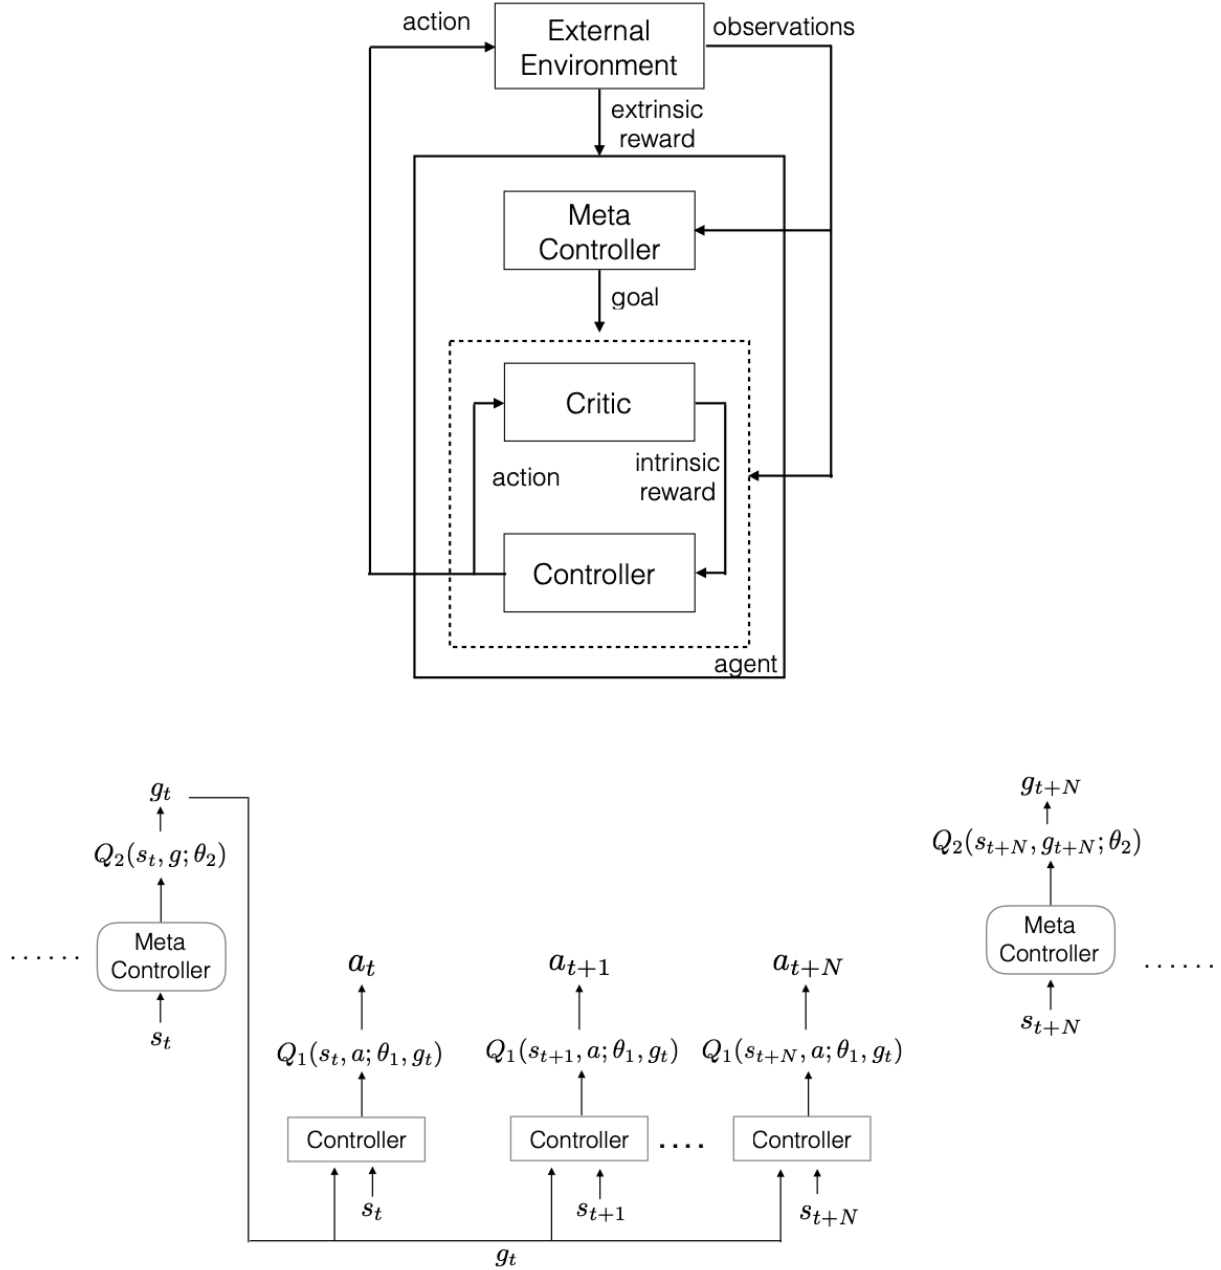 action
External
Environment
observations
extrinsic
reward
Meta
Controller
goal
Critic
action
intrinsic
reward
Controller
agent
g_t
Q_2(s_t, g; θ_2)
Meta
Controller
......
s_t
a_t
a_{t+1}
a_{t+N}
Q_1(s_t, a; θ_1, g_t)
Q_1(s_{t+1}, a; θ_1, g_t)
Q_1(s_{t+N}, a; θ_1, g_t)
Controller
Controller
....
Controller
s_t
s_{t+1}
s_{t+N}
g_t
g_{t+N}
Q_2(s_{t+N}, g_{t+N}; θ_2)
Meta
Controller
......
s_{t+N}